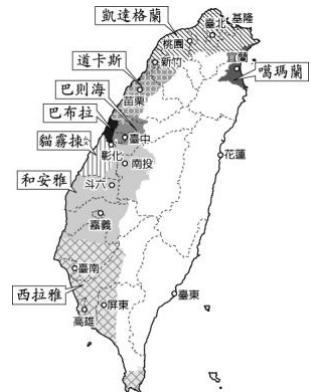 凱達格蘭
基隆
臺北
桃園
宜蘭
道卡斯
新竹
噶瑪蘭
苗栗
巴則海
巴布拉
臺中
貓霧捒
彰化
花蓮
南投
和安雅
斗六
嘉義
臺南
西拉雅
臺東
屏東
高雄